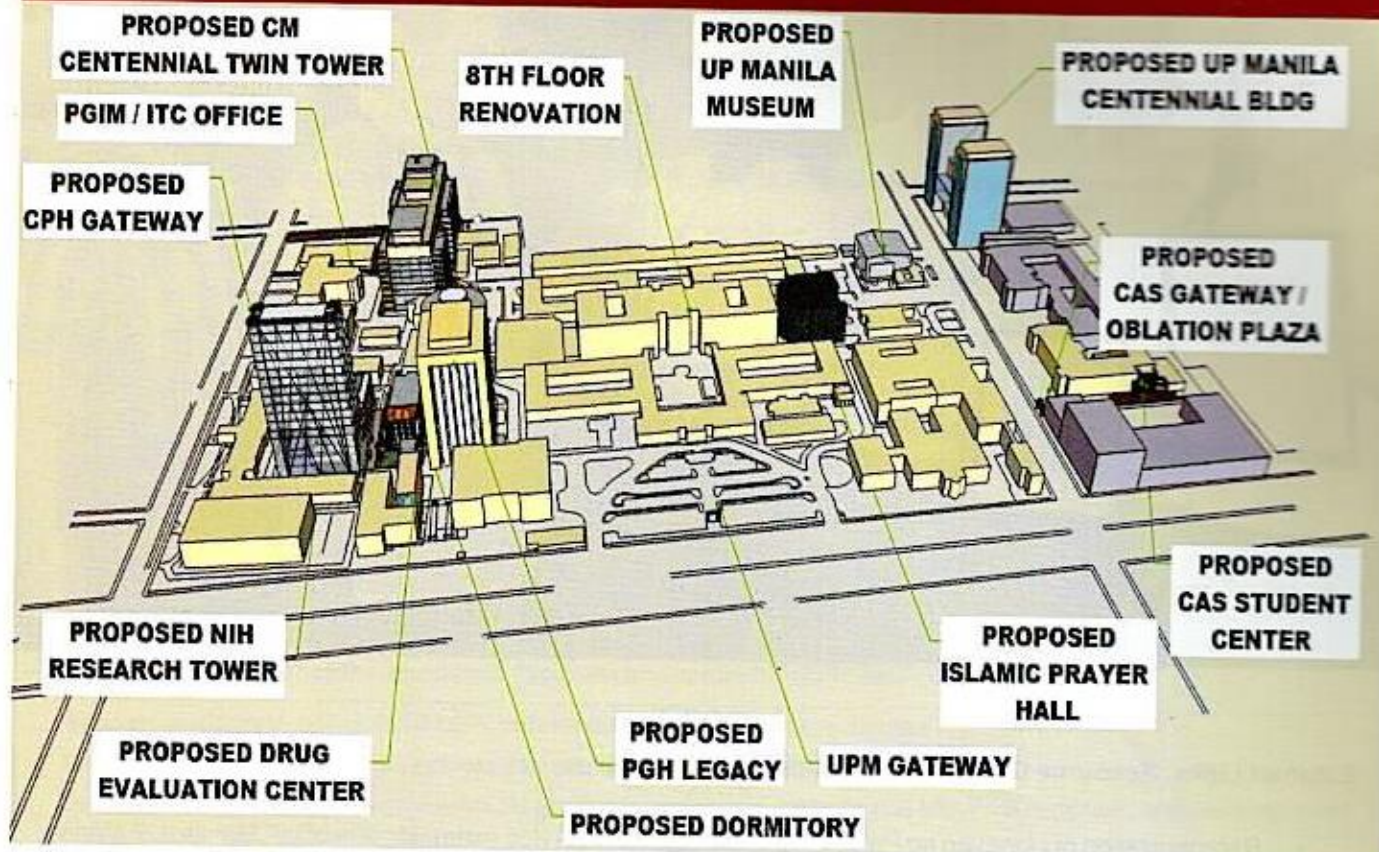 PROPOSED CM
CENTENNIAL TWIN TOWER
PGIM / ITC OFFICE
PROPOSED
CPH GATEWAY
8TH FLOOR
RENOVATION
PROPOSED
UP MANILA
MUSEUM
PROPOSED UP MANILA
CENTENNIAL BLDG
PROPOSED
CAS GATEWAY /
OBLATION PLAZA
PROPOSED NIH
RESEARCH TOWER
PROPOSED DRUG
EVALUATION CENTER
PROPOSED
PGH LEGACY
PROPOSED DORMITORY
UPM GATEWAY
PROPOSED
ISLAMIC PRAYER
HALL
PROPOSED
CAS STUDENT
CENTER